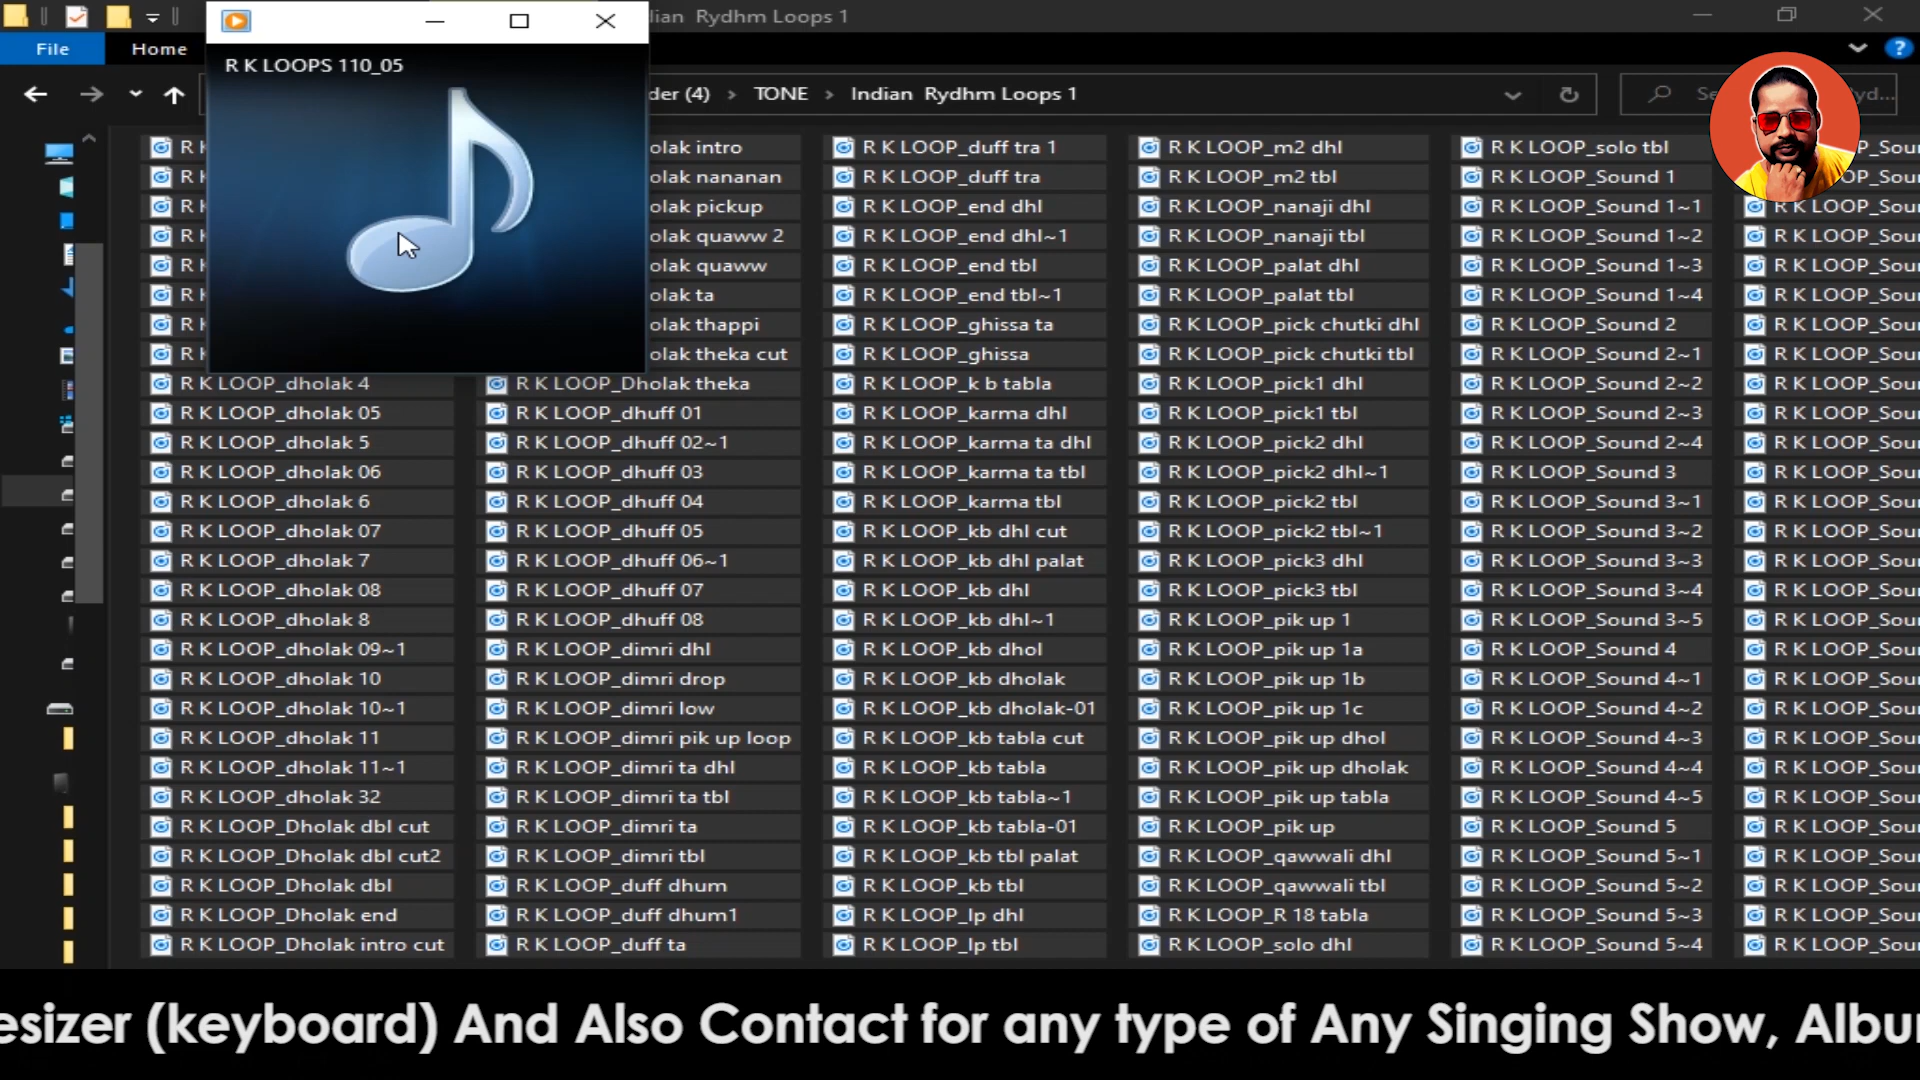 ian Rydhm Loops 1
File
Home
R K LOOPS 110_05
der (4) > TONE > Indian Rydhm Loops 1
R K LOOP_dholak 4
R K LOOP_dholak 05
R K LOOP_dholak 5
R K LOOP_dholak 06
R K LOOP_dholak 6
R K LOOP_dholak 07
R K LOOP_dholak 7
R K LOOP_dholak 08
R K LOOP_dholak 8
R K LOOP_dholak 09~1
R K LOOP_dholak 10
R K LOOP_dholak 10~1
R K LOOP_dholak 11
R K LOOP_dholak 11~1
R K LOOP_dholak 32
R K LOOP_Dholak dbl cut
R K LOOP_Dholak dbl cut2
R K LOOP_Dholak dbl
R K LOOP_Dholak end
R K LOOP_Dholak intro cut
olak intro
olak nananan
olak pickup
olak quaww 2
olak quaww
olak ta
olak thappi
olak theka cut
R K LOOP_Dholak theka
R K LOOP_dhuff 01
R K LOOP_dhuff 02~1
R K LOOP_dhuff 03
R K LOOP_dhuff 04
R K LOOP_dhuff 05
R K LOOP_dhuff 06~1
R K LOOP_dhuff 07
R K LOOP_dhuff 08
R K LOOP_dimri dhl
R K LOOP_dimri drop
R K LOOP_dimri low
R K LOOP_dimri pik up loop
R K LOOP_dimri ta dhl
R K LOOP_dimri ta tbl
R K LOOP_dimri ta
R K LOOP_dimri tbl
R K LOOP_duff dhum
R K LOOP_duff dhum1
R K LOOP_duff ta
R K LOOP_duff tra 1
R K LOOP_duff tra
R K LOOP_end dhl
R K LOOP_end dhl~1
R K LOOP_end tbl
R K LOOP_end tbl~1
R K LOOP_ghissa ta
R K LOOP_ghissa
R K LOOP_k b tabla
R K LOOP_karma dhl
R K LOOP_karma ta dhl
R K LOOP_karma ta tbl
R K LOOP_karma tbl
R K LOOP_kb dhl cut
R K LOOP_kb dhl palat
R K LOOP_kb dhl
R K LOOP_kb dhl~1
R K LOOP_kb dhol
R K LOOP_kb dholak
R K LOOP_kb dholak-01
R K LOOP_kb tabla cut
R K LOOP_kb tabla
R K LOOP_kb tabla~1
R K LOOP_kb tabla-01
R K LOOP_kb tbl palat
R K LOOP_kb tbl
R K LOOP_lp dhl
R K LOOP_lp tbl
R K LOOP_m2 dhl
R K LOOP_m2 tbl
R K LOOP_nanaji dhl
R K LOOP_nanaji tbl
R K LOOP_palat dhl
R K LOOP_palat tbl
R K LOOP_pick chutki dhl
R K LOOP_pick chutki tbl
R K LOOP_pick1 dhl
R K LOOP_pick1 tbl
R K LOOP_pick2 dhl
R K LOOP_pick2 dhl~1
R K LOOP_pick2 tbl
R K LOOP_pick2 tbl~1
R K LOOP_pick3 dhl
R K LOOP_pick3 tbl
R K LOOP_pik up 1
R K LOOP_pik up 1a
R K LOOP_pik up 1b
R K LOOP_pik up 1c
R K LOOP_pik up dhol
R K LOOP_pik up dholak
R K LOOP_pik up tabla
R K LOOP_pik up
R K LOOP_qawwali dhl
R K LOOP_qawwali tbl
R K LOOP_R 18 tabla
R K LOOP_solo dhl
R K LOOP_solo tbl
R K LOOP_Sound 1
R K LOOP_Sound 1~1
R K LOOP_Sound 1~2
R K LOOP_Sound 1~3
R K LOOP_Sound 1~4
R K LOOP_Sound 2
R K LOOP_Sound 2~1
R K LOOP_Sound 2~2
R K LOOP_Sound 2~3
R K LOOP_Sound 2~4
R K LOOP_Sound 3
R K LOOP_Sound 3~1
R K LOOP_Sound 3~2
R K LOOP_Sound 3~3
R K LOOP_Sound 3~4
R K LOOP_Sound 3~5
R K LOOP_Sound 4
R K LOOP_Sound 4~1
R K LOOP_Sound 4~2
R K LOOP_Sound 4~3
R K LOOP_Sound 4~4
R K LOOP_Sound 4~5
R K LOOP_Sound 5
R K LOOP_Sound 5~1
R K LOOP_Sound 5~2
R K LOOP_Sound 5~3
R K LOOP_Sound 5~4
esizer (keyboard) And Also Contact for any type of Any Singing Show, Albu